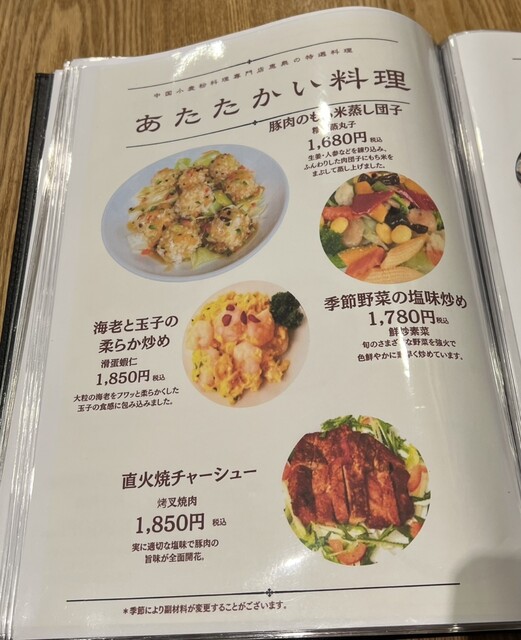 中国小麦粉料理専門店恵島の特選料理
あたたかい料理
豚肉のもち米蒸し団子
蒸丸子
1,680円 税込
生姜・人参などを練り込み、
ふんわりした肉団子にもち米を
まぶして蒸し上げました。
季節野菜の塩味炒め
1,780円 税込
鮮炒素菜
旬のさまざまな野菜を強火で
色鮮やかに手早く炒めています。
海老と玉子の
柔らか炒め
滑蛋蝦仁
1,850円 税込
大粒の海老をフワッと柔らかくした
玉子の食感に包み込みました。
直火焼チャーシュー
烤叉焼肉
1,850円 税込
実に適切な塩味で豚肉の
旨味が全面開花。
＊季節により副材料が変更することがございます。